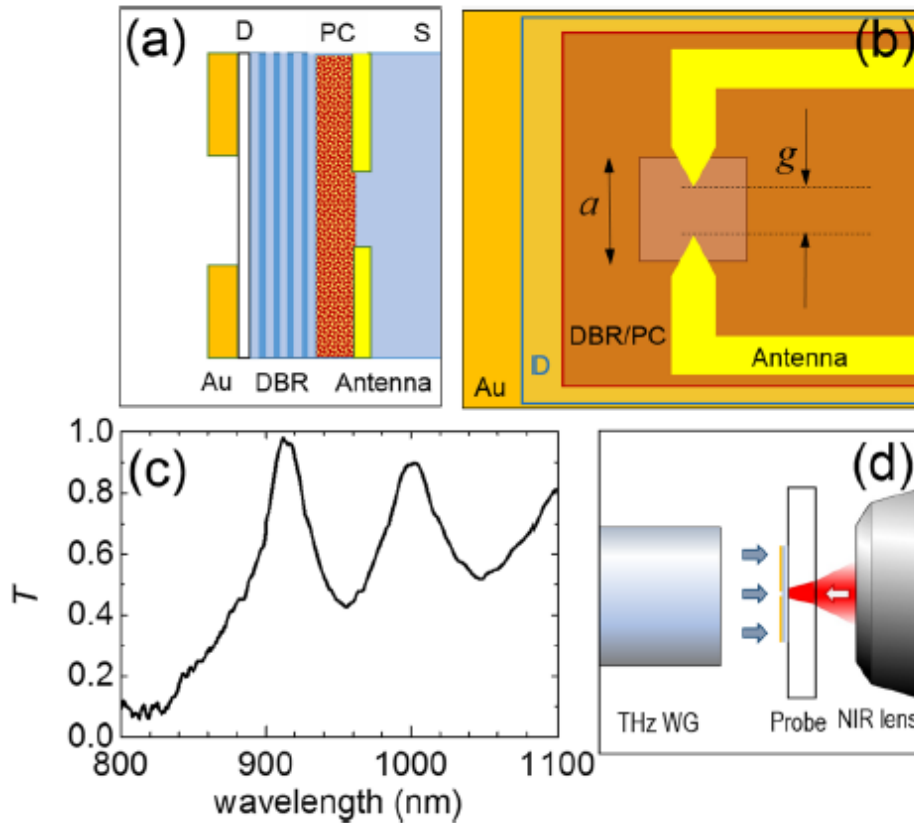 (a)
D PC S
Au DBR Antenna
(b)
g
a
DBR/PC
D
Au
Antenna
(c)
1.0
0.8
0.6
0.4
0.2
0.0
T
800 900 1000 1100
wavelength (nm)
(d)
THz WG Probe NIR lens